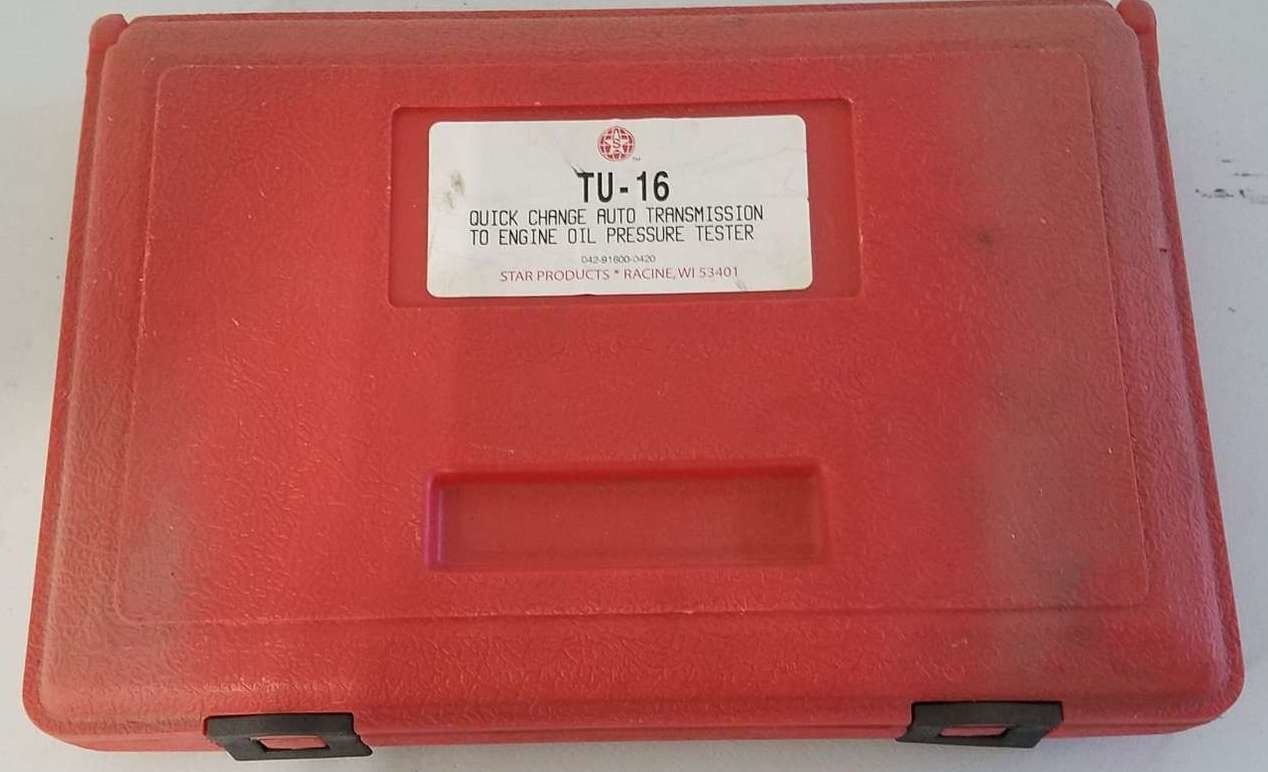 TU-16
QUICK CHANGE AUTO TRANSMISSION
TO ENGINE OIL PRESSURE TESTER
042-91600-0420
STAR PRODUCTS * RACINE, WI 53401